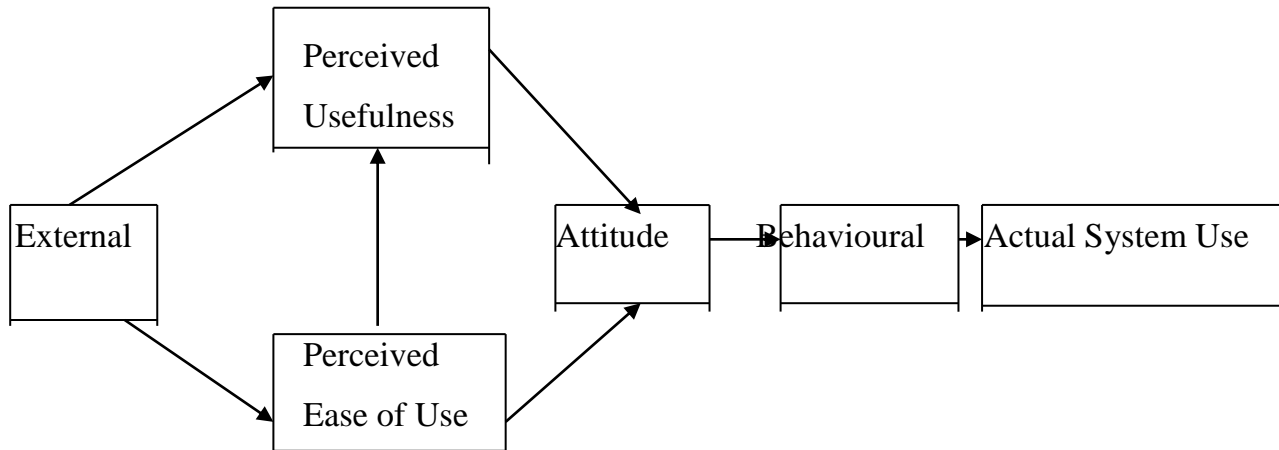 Perceived
Usefulness
External
Attitude
Behavioural
Actual System Use
Perceived
Ease of Use